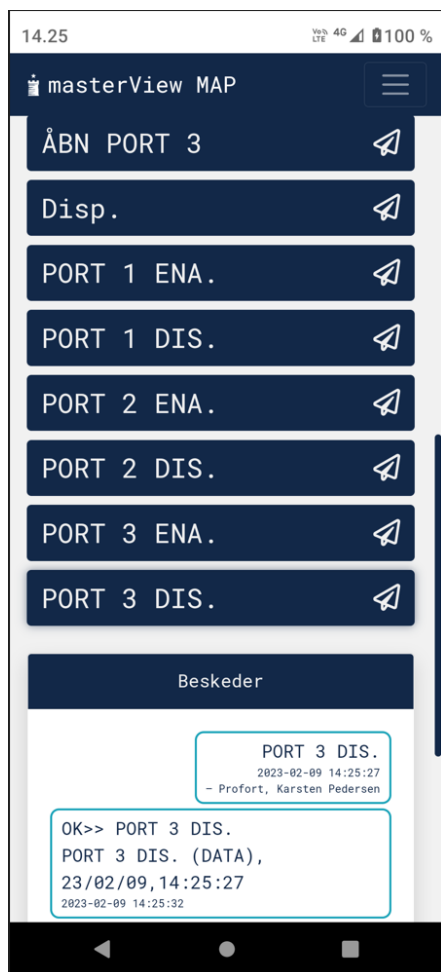 14.25
Vo)) LTE 4G 100 %
masterView MAP
ÅBN PORT 3
Disp.
PORT 1 ENA.
PORT 1 DIS.
PORT 2 ENA.
PORT 2 DIS.
PORT 3 ENA.
PORT 3 DIS.
Beskeder
PORT 3 DIS.
2023-02-09 14:25:27
– Profort, Karsten Pedersen
OK>> PORT 3 DIS.
PORT 3 DIS. (DATA),
23/02/09,14:25:27
2023-02-09 14:25:32